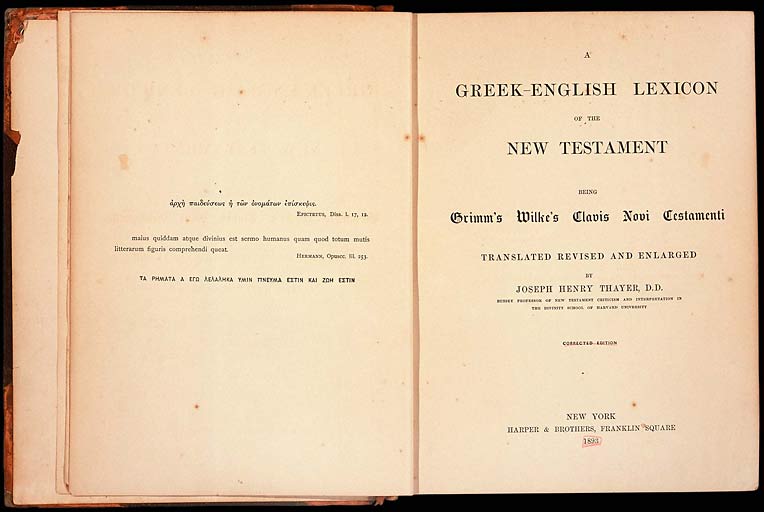 ἀρχὴ παιδεύσεως ἡ τῶν ὀνομάτων ἐπίσκεψις.
Epictetus, Diss. i. 17, 12.
maius quiddam atque divinius est sermo humanus quam quod totum mutis
litterarum figuris comprehendi queat.
Hermann, Opuscc. iii. 253.
ΤΑ ΡΗΜΑΤΑ Α ΕΓΩ ΛΕΛΑΛΗΚΑ ΥΜΙΝ ΠΝΕΥΜΑ ΕΣΤΙΝ ΚΑΙ ΖΩΗ ΕΣΤΙΝ
A
GREEK-ENGLISH LEXICON
OF THE
NEW TESTAMENT
BEING
Grimm's Wilke's Clavis Novi Testamenti
TRANSLATED REVISED AND ENLARGED
BY
JOSEPH HENRY THAYER, D.D.
BUSSEY PROFESSOR OF NEW TESTAMENT CRITICISM AND INTERPRETATION IN
THE DIVINITY SCHOOL OF HARVARD UNIVERSITY
CORRECTED EDITION
NEW YORK
HARPER & BROTHERS, FRANKLIN SQUARE
1893